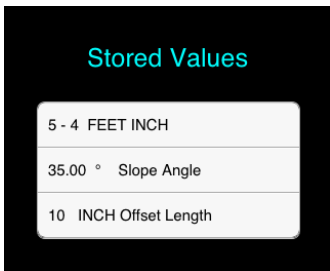 Stored Values
5 - 4  FEET INCH
35.00  °  Slope Angle
10  INCH Offset Length